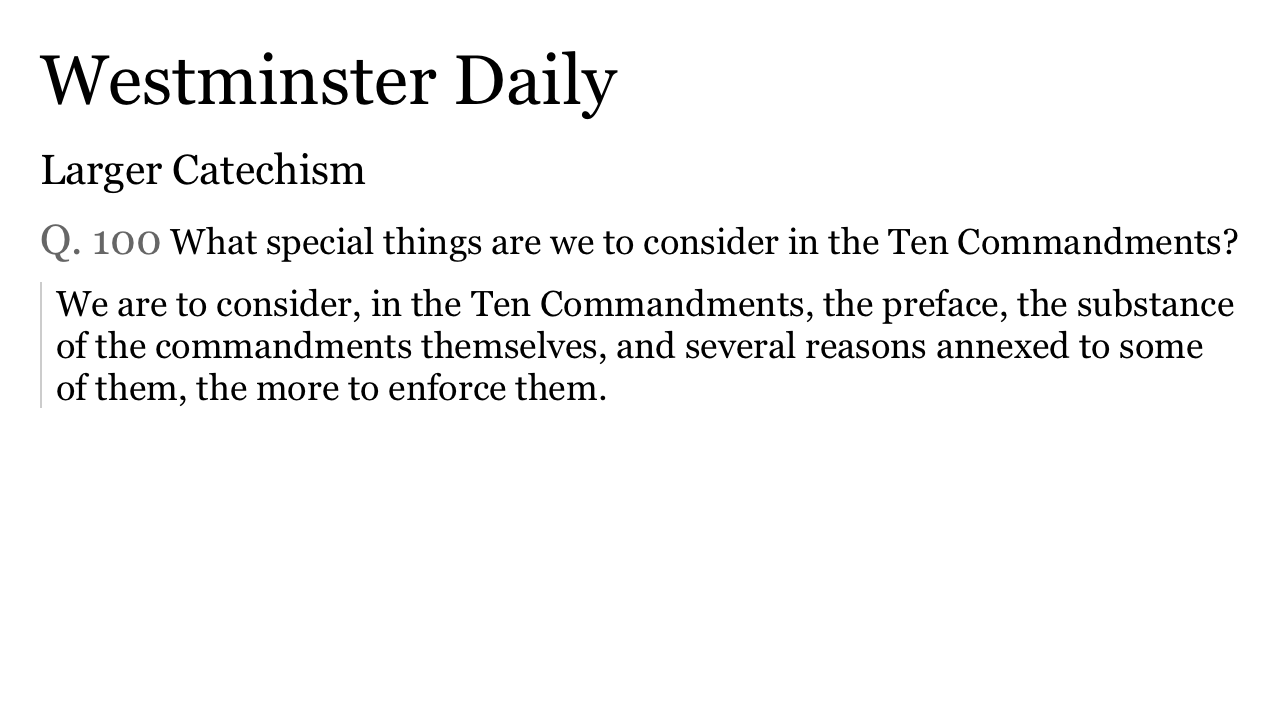 Westminster Daily
Larger Catechism
Q. 100 What special things are we to consider in the Ten Commandments?
We are to consider, in the Ten Commandments, the preface, the substance
of the commandments themselves, and several reasons annexed to some
of them, the more to enforce them.